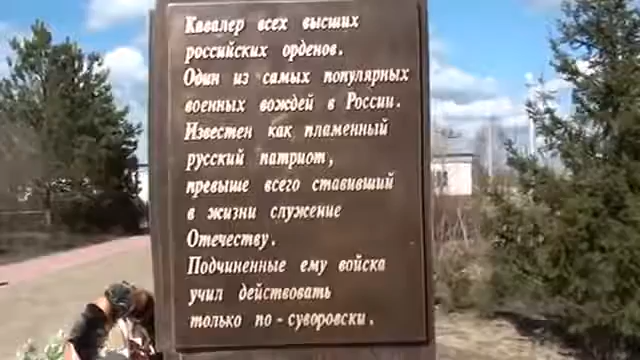 Кавалер всех высших
российских орденов.
Один из самых популярных
военных вождей в России.
Известен как пламенный
русский патриот,
превыше всего ставивший
в жизни служение
Отечеству.
Подчиненные ему войска
учил действовать
только по-суворовски.